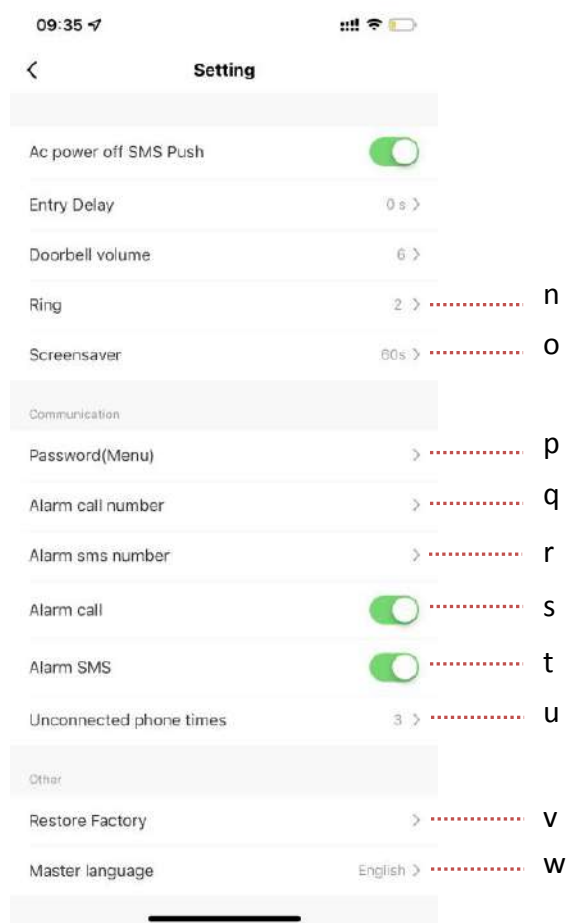 09:35
Setting
Ac power off SMS Push
Entry Delay 0 s >
Doorbell volume 6 >
Ring 2 > n
Screensaver 60s > o
Communication
Password(Menu) > p
Alarm call number > q
Alarm sms number > r
Alarm call s
Alarm SMS t
Unconnected phone times 3 > u
Other
Restore Factory > v
Master language English > w